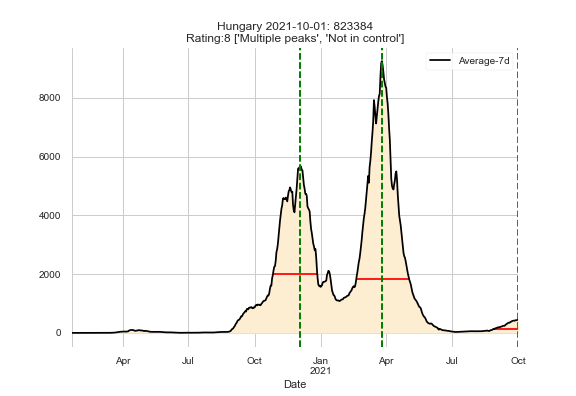 Hungary 2021-10-01: 823384
Rating:8 ['Multiple peaks', 'Not in control']
Average-7d
8000
6000
4000
2000
0
Apr Jul Oct Jan Apr Jul Oct
2021
Date